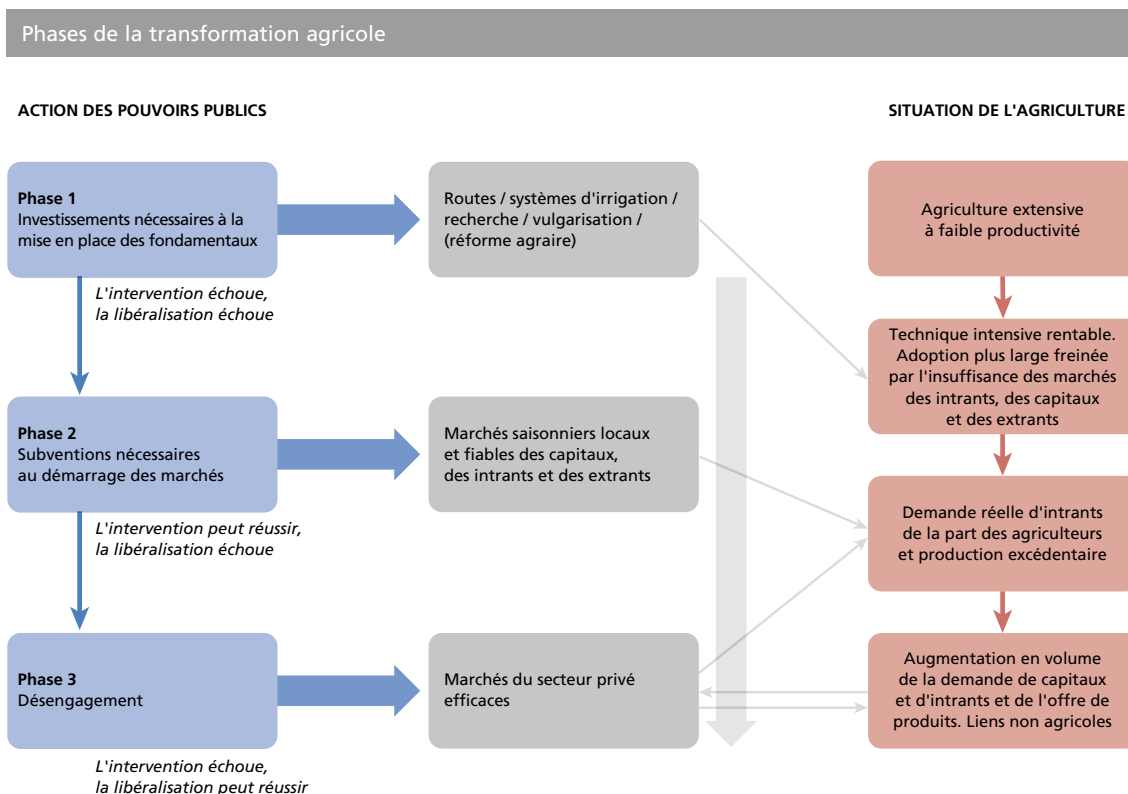 Phases de la transformation agricole
ACTION DES POUVOIRS PUBLICS
SITUATION DE L'AGRICULTURE
Phase 1
Investissements nécessaires à la
mise en place des fondamentaux
Routes / systèmes d'irrigation /
recherche / vulgarisation /
(réforme agraire)
Agriculture extensive
à faible productivité
L'intervention échoue,
la libéralisation échoue
Technique intensive rentable.
Adoption plus large freinée
par l'insuffisance des marchés
des intrants, des capitaux
et des extrants
Phase 2
Subventions nécessaires
au démarrage des marchés
Marchés saisonniers locaux
et fiables des capitaux,
des intrants et des extrants
Demande réelle d'intrants
de la part des agriculteurs
et production excédentaire
L'intervention peut réussir,
la libéralisation échoue
Phase 3
Désengagement
Marchés du secteur privé
efficaces
Augmentation en volume
de la demande de capitaux
et d'intrants et de l'offre de
produits. Liens non agricoles
L'intervention échoue,
la libéralisation peut réussir